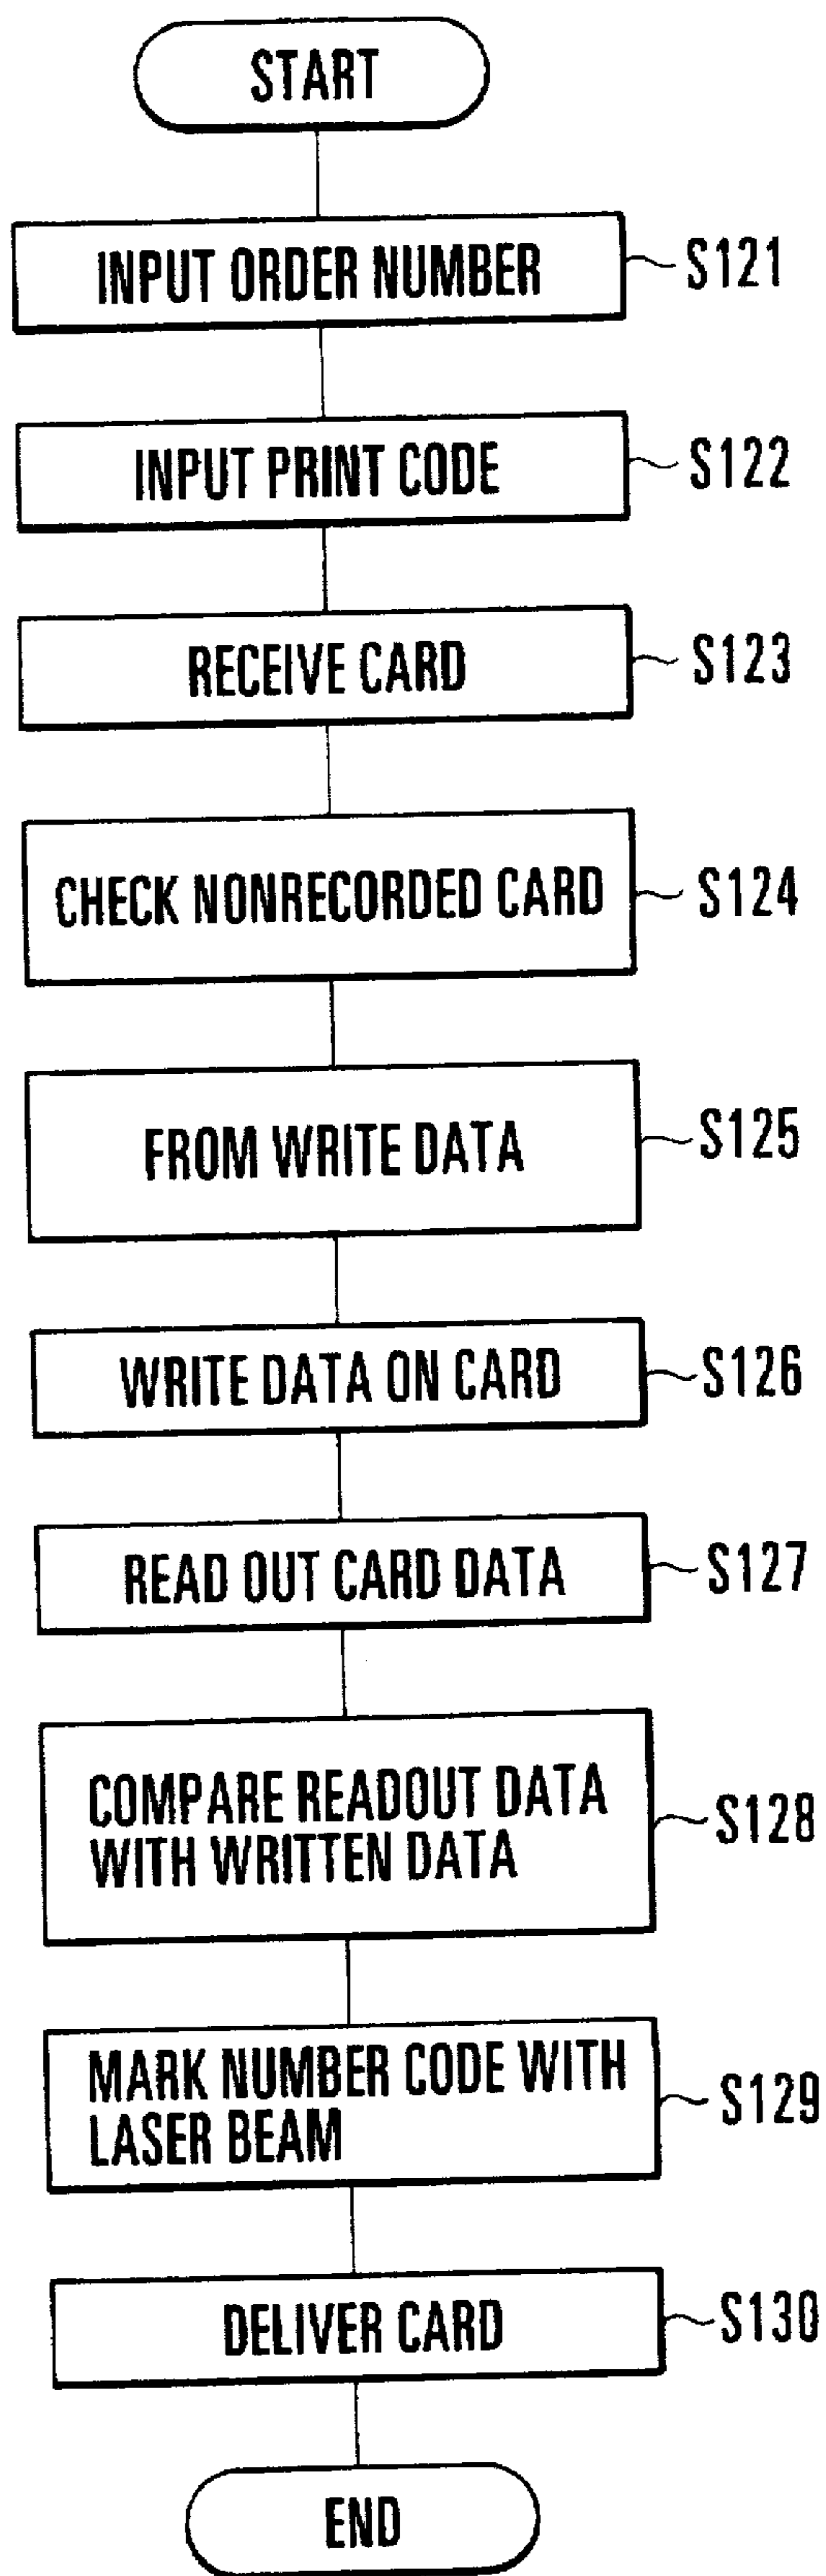 START
INPUT ORDER NUMBER S121
INPUT PRINT CODE S122
RECEIVE CARD S123
CHECK NONRECORDED CARD S124
FROM WRITE DATA S125
WRITE DATA ON CARD S126
READ OUT CARD DATA S127
COMPARE READOUT DATA
WITH WRITTEN DATA S128
MARK NUMBER CODE WITH
LASER BEAM S129
DELIVER CARD S130
END